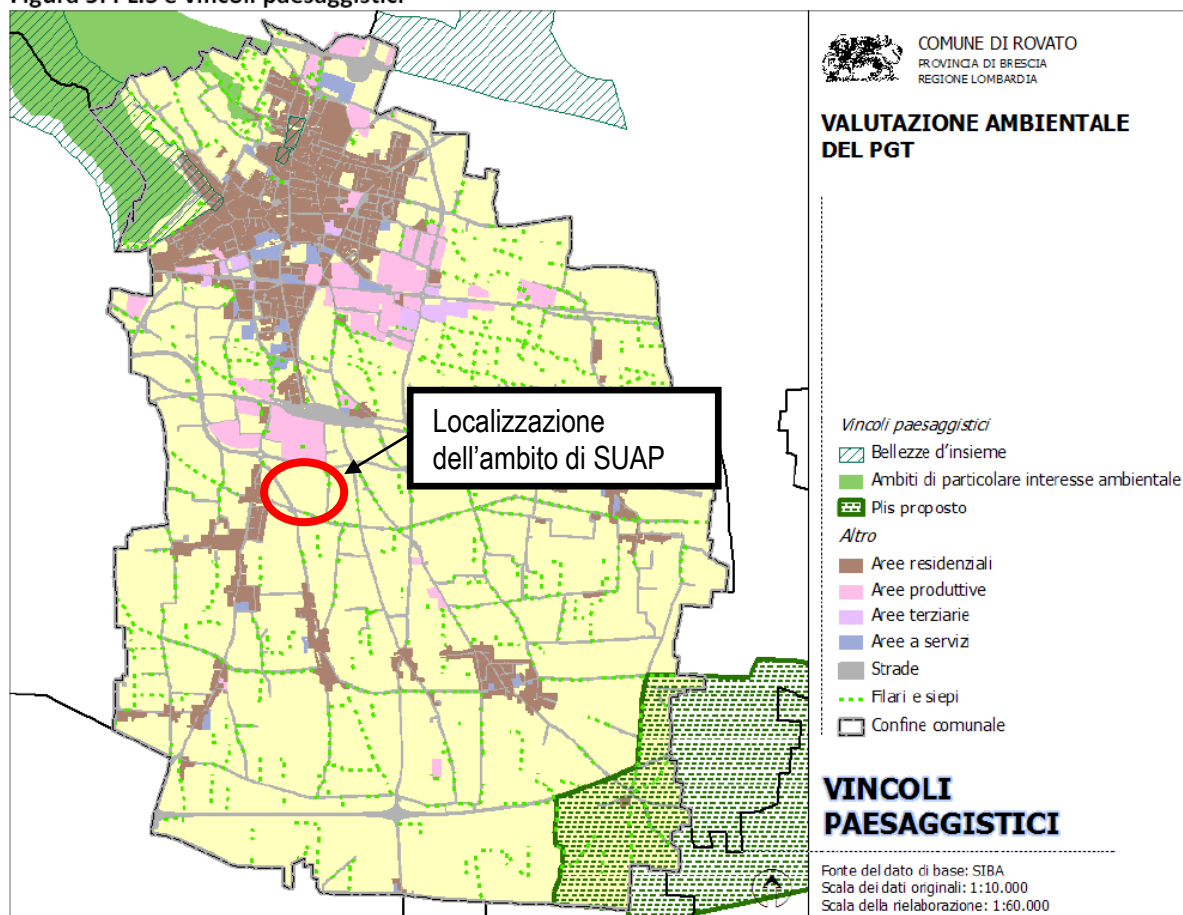 COMUNE DI ROVATO
PROVINCIA DI BRESCIA
REGIONE LOMBARDIA
VALUTAZIONE AMBIENTALE
DEL PGT
Localizzazione
dell'ambito di SUAP
Vincoli paesaggistici
Bellezze d'insieme
Ambiti di particolare interesse ambientale
Plis proposto
Altro
Aree residenziali
Aree produttive
Aree terziarie
Aree a servizi
Strade
Filari e siepi
Confine comunale
VINCOLI
PAESAGGISTICI
Fonte del dato di base: SIBA
Scala dei dati originali: 1:10.000
Scala della rielaborazione: 1:60.000